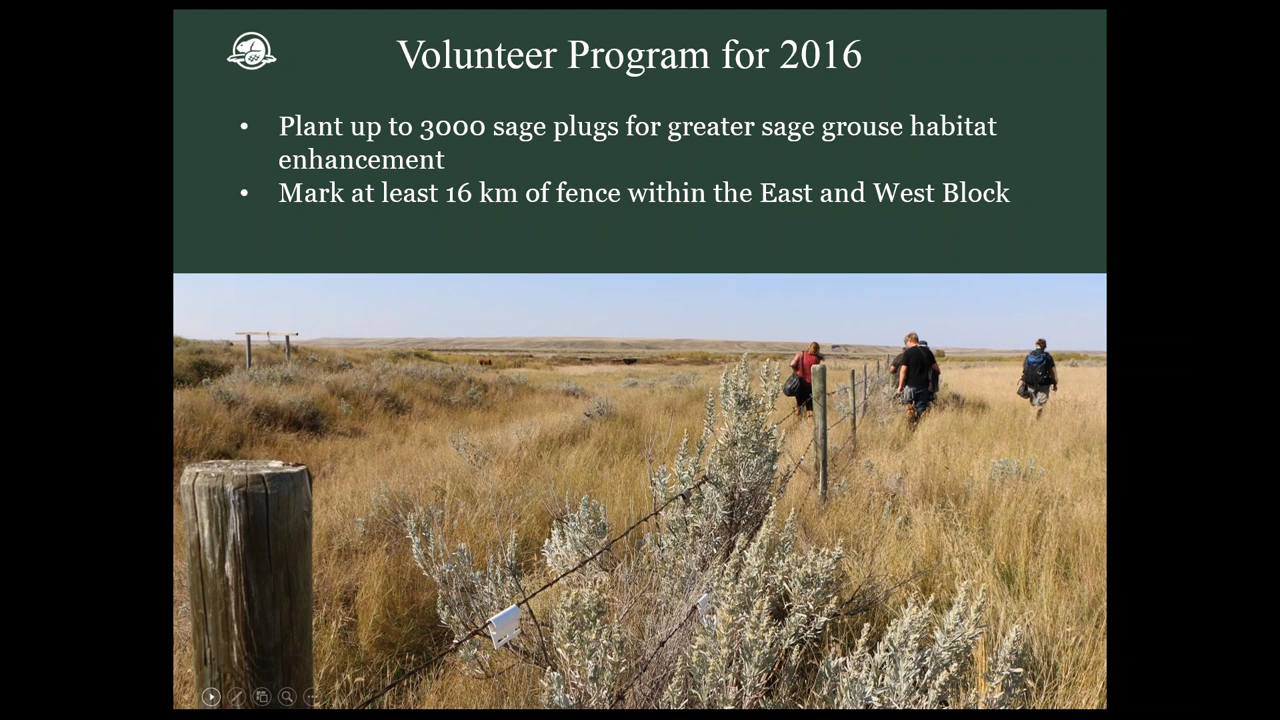 Volunteer Program for 2016
• Plant up to 3000 sage plugs for greater sage grouse habitat
enhancement
• Mark at least 16 km of fence within the East and West Block